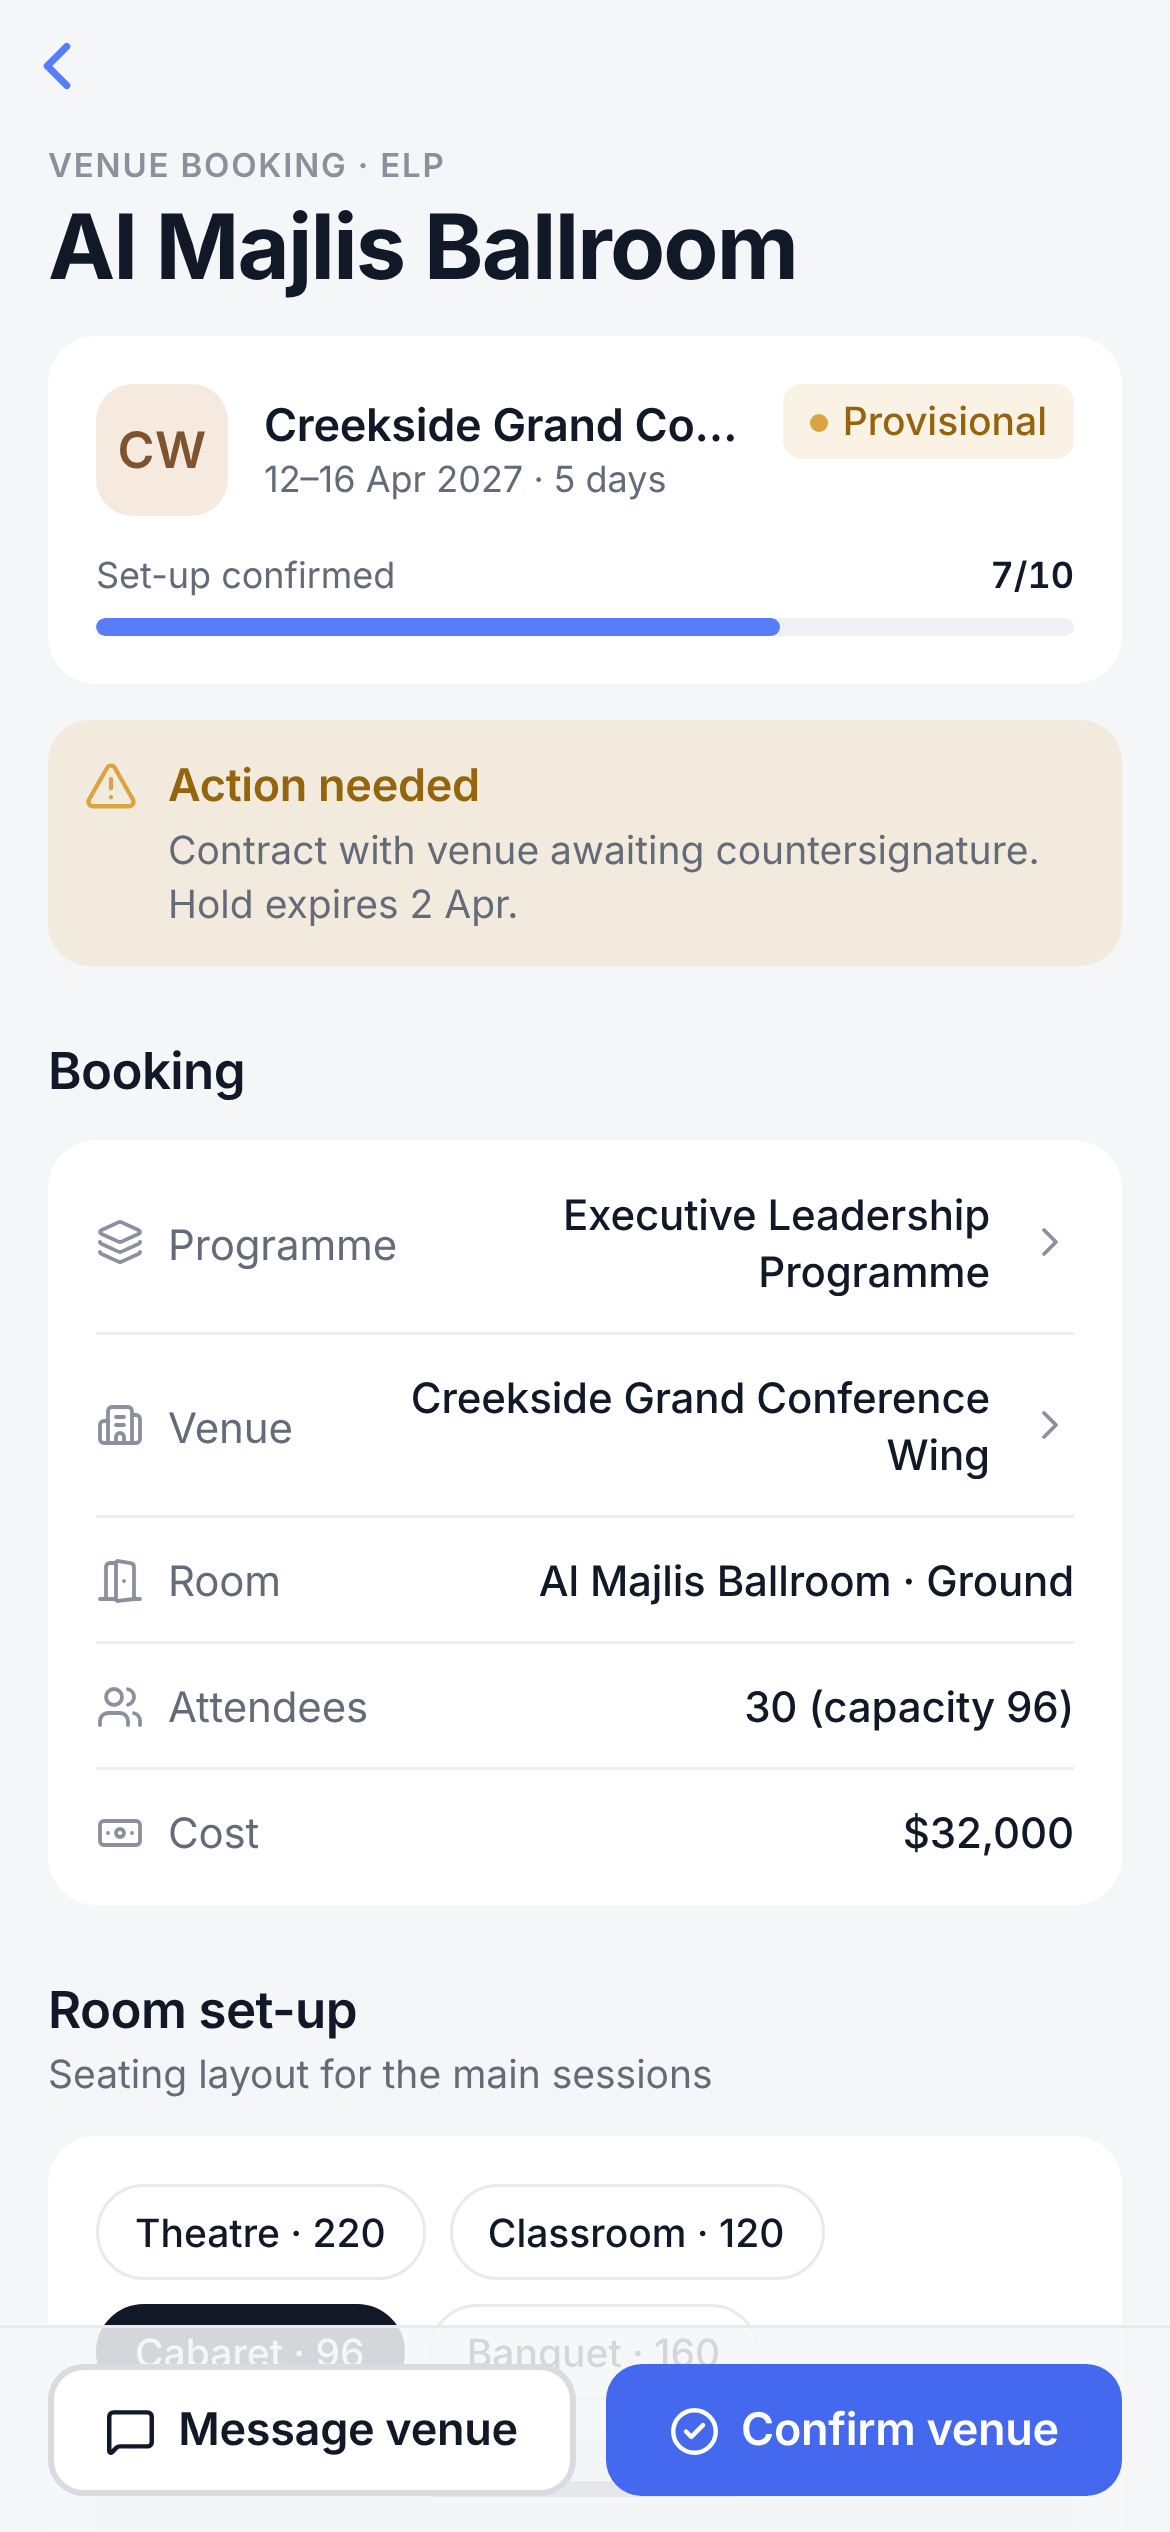 VENUE BOOKING · ELP
Al Majlis Ballroom
CW
Creekside Grand Co...
Provisional
12–16 Apr 2027 · 5 days
Set-up confirmed
7/10
Action needed
Contract with venue awaiting countersignature.
Hold expires 2 Apr.
Booking
Programme
Executive Leadership
Programme
Venue
Creekside Grand Conference
Wing
Room
Al Majlis Ballroom · Ground
Attendees
30 (capacity 96)
Cost
$32,000
Room set-up
Seating layout for the main sessions
Theatre · 220
Classroom · 120
Cabaret · 96
Banquet · 160
Message venue
Confirm venue